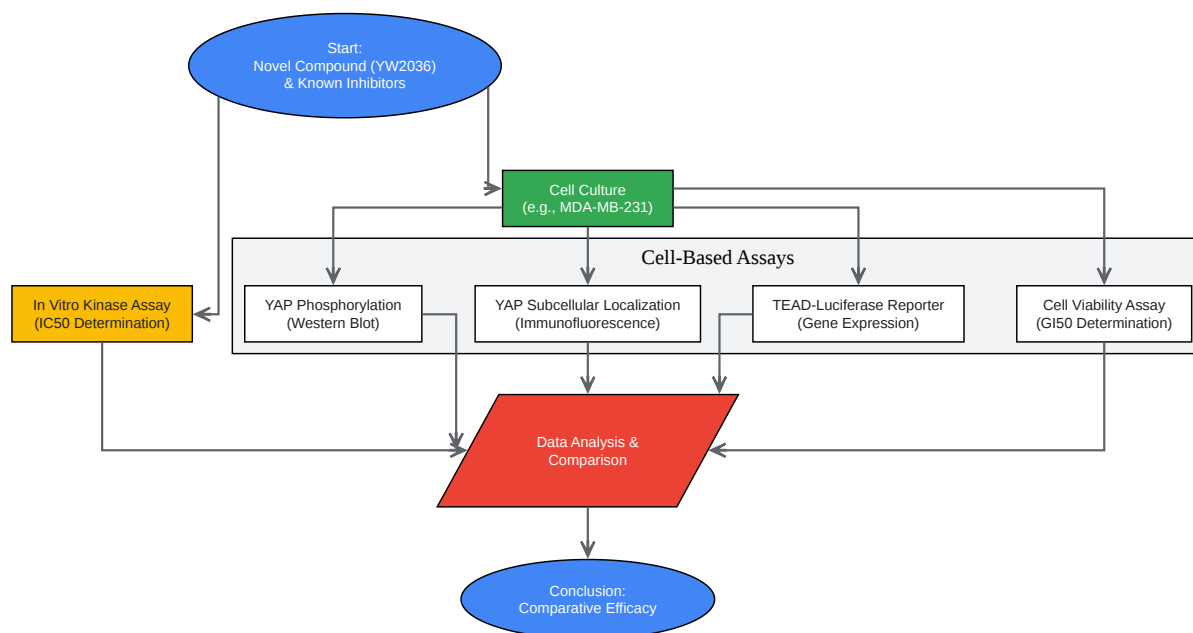 Start:
Novel Compound (YW2036)
& Known Inhibitors
Cell Culture
(e.g., MDA-MB-231)
Cell-Based Assays
In Vitro Kinase Assay
(IC50 Determination)
YAP Phosphorylation
(Western Blot)
YAP Subcellular Localization
(Immunofluorescence)
TEAD-Luciferase Reporter
(Gene Expression)
Cell Viability Assay
(GI50 Determination)
Data Analysis &
Comparison
Conclusion:
Comparative Efficacy